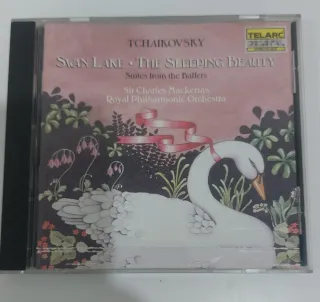 TELARC
TCHAIKOVSKY
SWAN LAKE • THE SLEEPING BEAUTY
Suites from the Ballets
Sir Charles Mackerras
Royal Philharmonic Orchestra